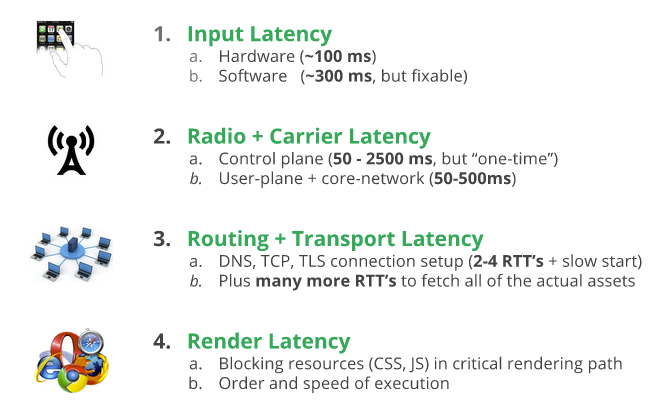 1. Input Latency
a. Hardware (~100 ms)
b. Software (~300 ms, but fixable)
2. Radio + Carrier Latency
a. Control plane (50 - 2500 ms, but “one-time”)
b. User-plane + core-network (50-500ms)
3. Routing + Transport Latency
a. DNS, TCP, TLS connection setup (2-4 RTT’s + slow start)
b. Plus many more RTT’s to fetch all of the actual assets
4. Render Latency
a. Blocking resources (CSS, JS) in critical rendering path
b. Order and speed of execution